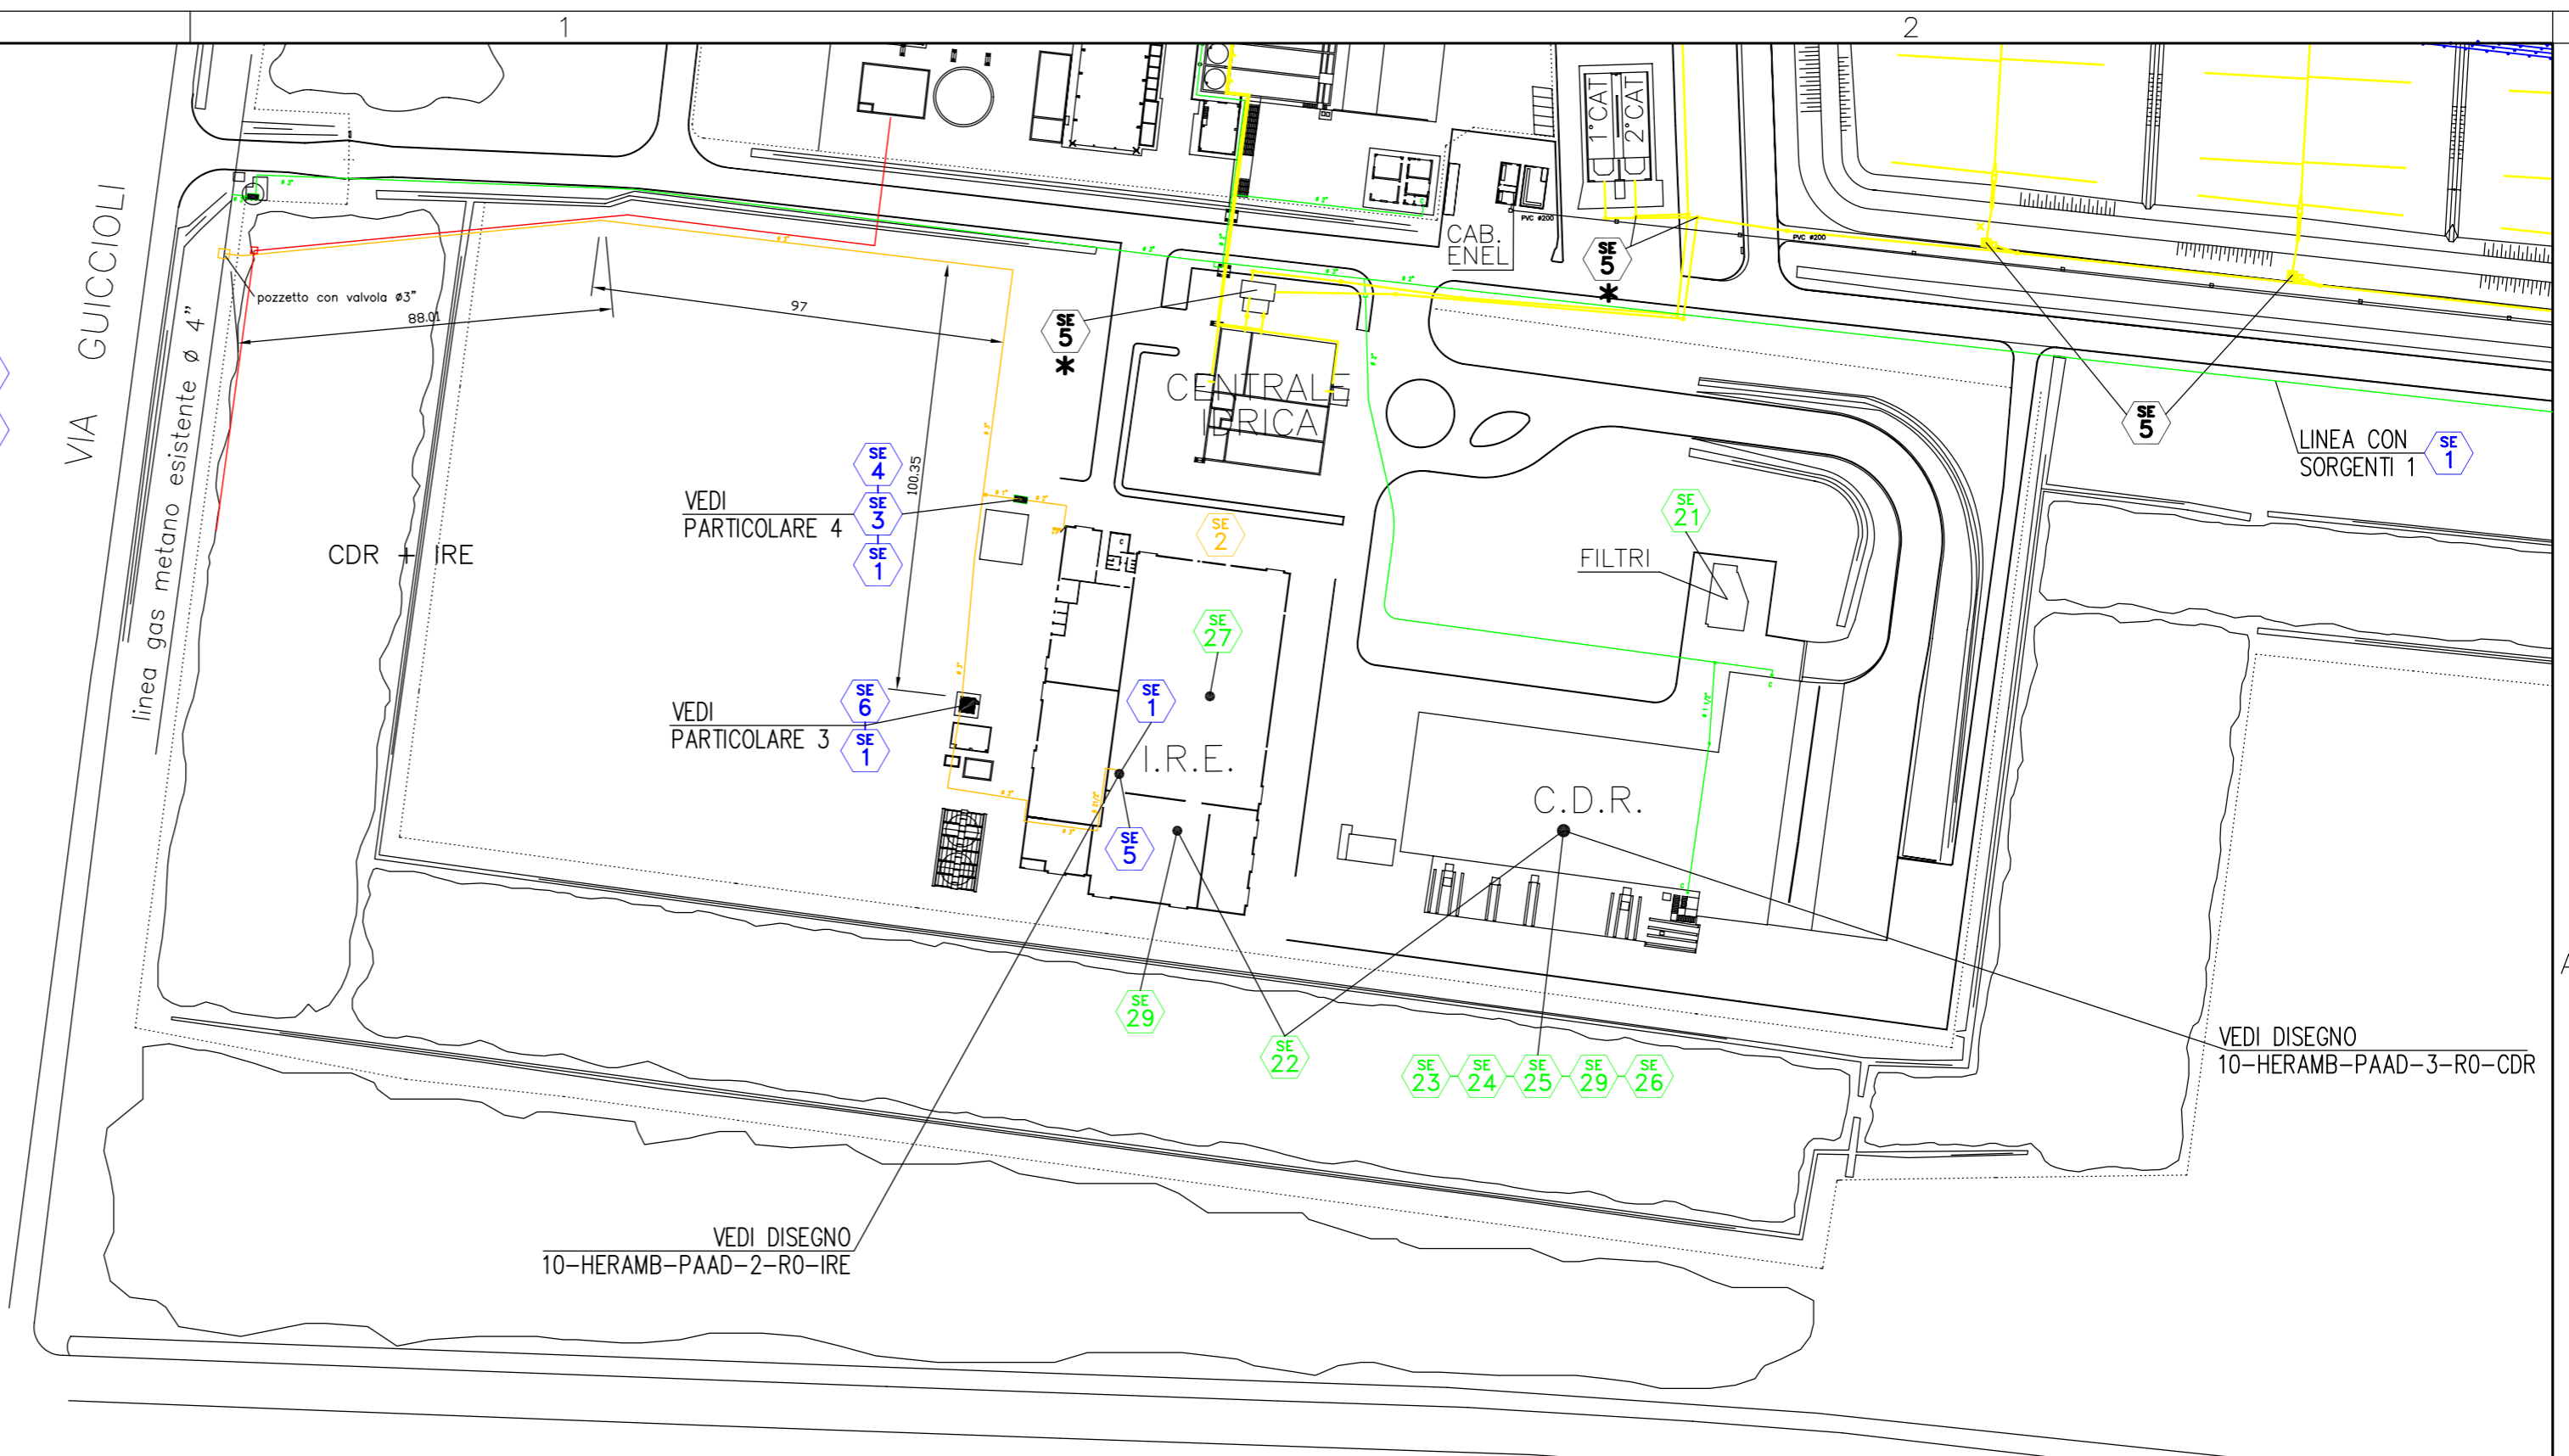 1
2
1°CAT
2°CAT
VIA GUICCIOLI
linea gas metano esistente ø 4"
pozzetto con valvola ø3"
88.01
97
100.35
CAB.
ENEL
PVC ø200
PVC ø200
SE
5
*
SE
5
*
SE
5
CENTRALE
IDRICA
LINEA CON
SORGENTI 1
SE
1
VEDI
PARTICOLARE 4
SE
4
SE
3
SE
1
CDR + IRE
SE
2
SE
21
FILTRI
SE
27
VEDI
PARTICOLARE 3
SE
6
SE
1
SE
1
I.R.E.
SE
5
C.D.R.
SE
29
SE
22
SE
23
SE
24
SE
25
SE
29
SE
26
VEDI DISEGNO
10-HERAMB-PAAD-3-R0-CDR
VEDI DISEGNO
10-HERAMB-PAAD-2-R0-IRE